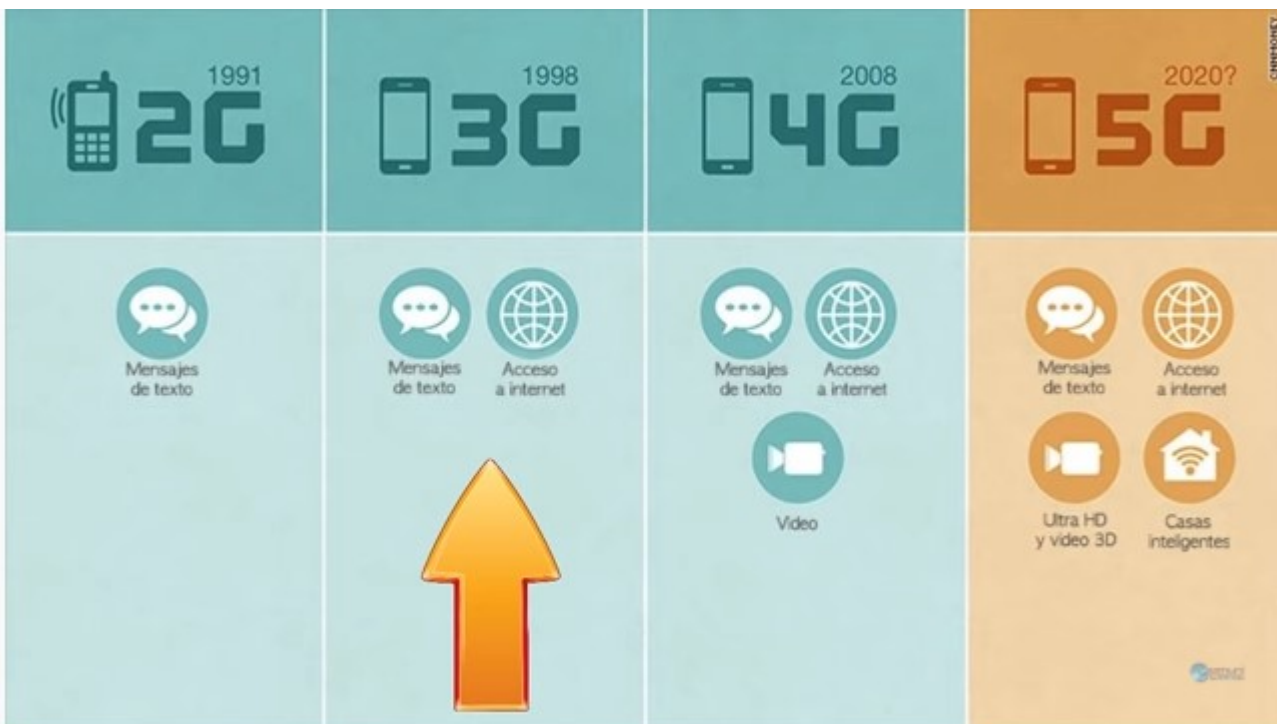 1991
2G
1998
3G
2008
4G
2020?
5G
CNNMONEY
Mensajes
de texto
Mensajes
de texto
Acceso
a internet
Mensajes
de texto
Acceso
a internet
Video
Mensajes
de texto
Acceso
a internet
Ultra HD
y video 3D
Casas
inteligentes